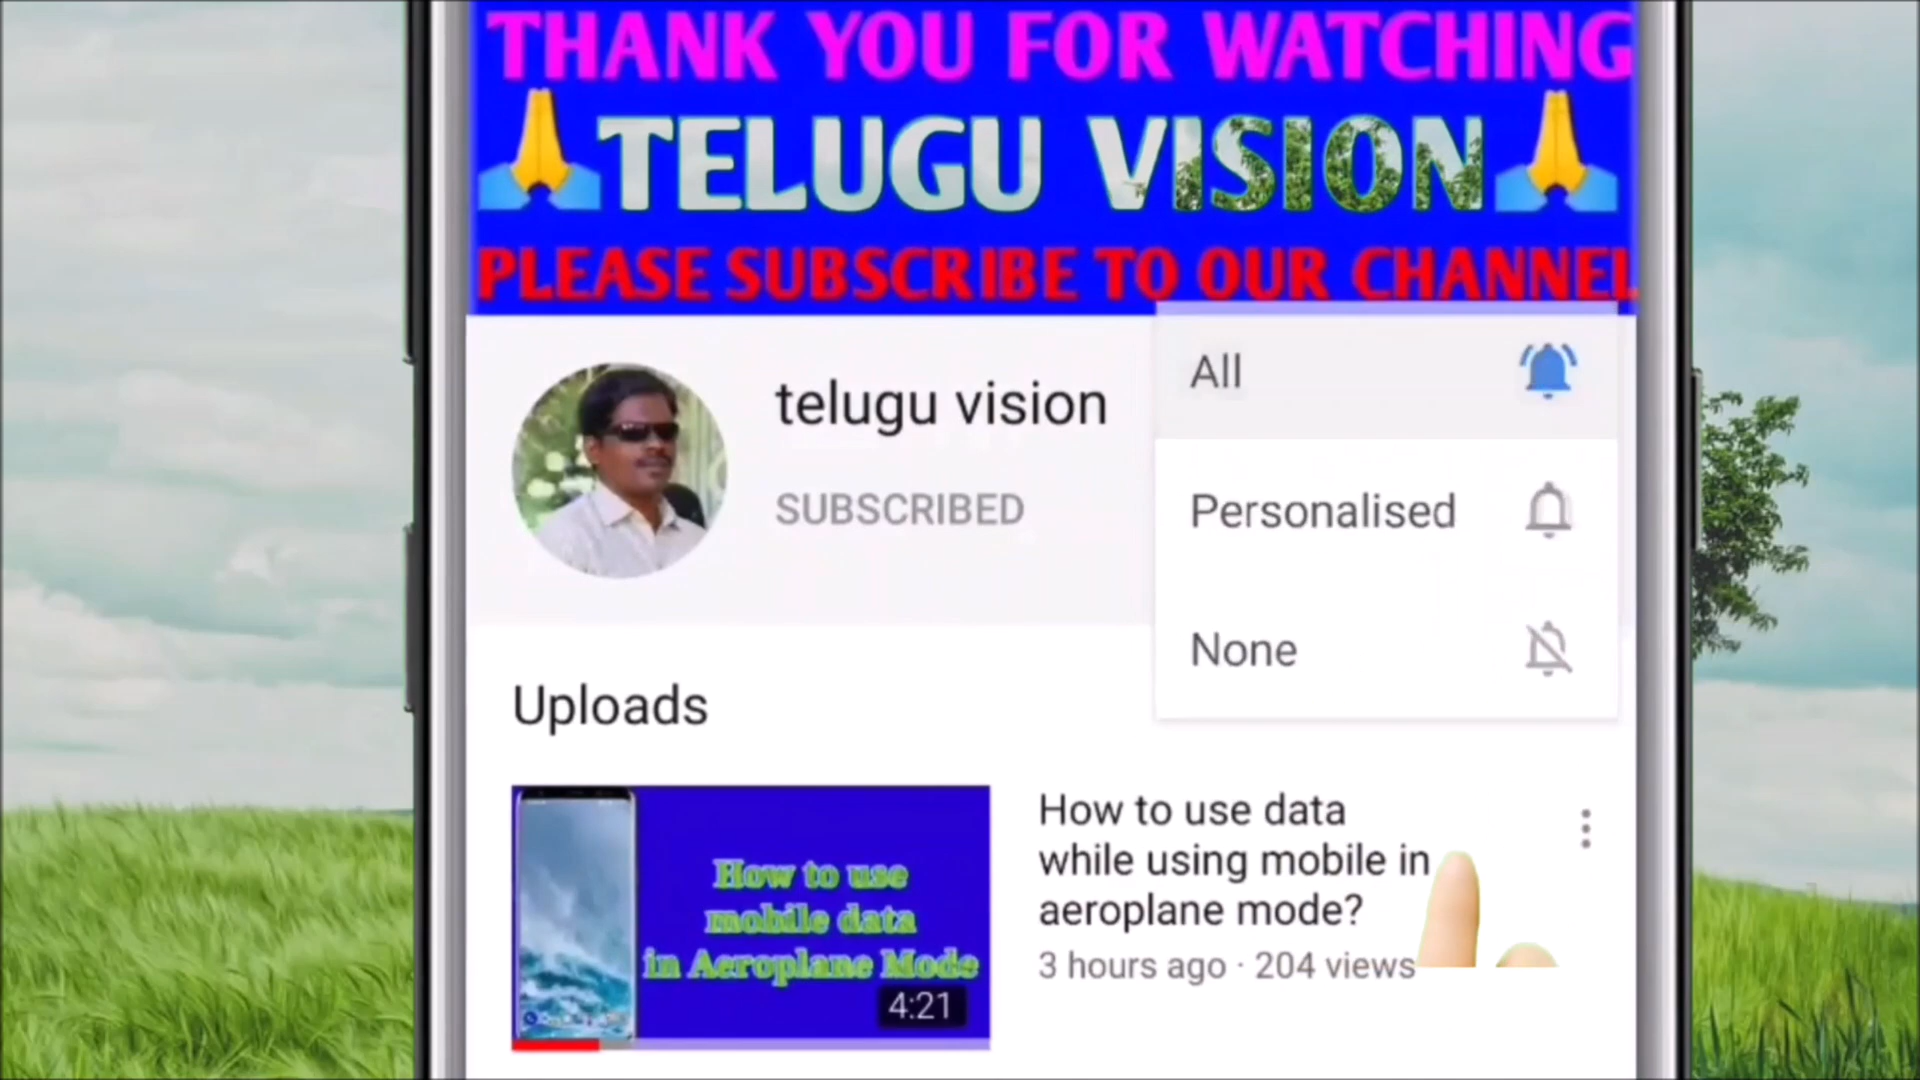 THANK YOU FOR WATCHING
TELUGU VISION
PLEASE SUBSCRIBE TO OUR CHANNEL
telugu vision
SUBSCRIBED
All
Personalised
None
Uploads
How to use
mobile data
in Aeroplane Mode
4:21
How to use data
while using mobile in
aeroplane mode?
3 hours ago · 204 views